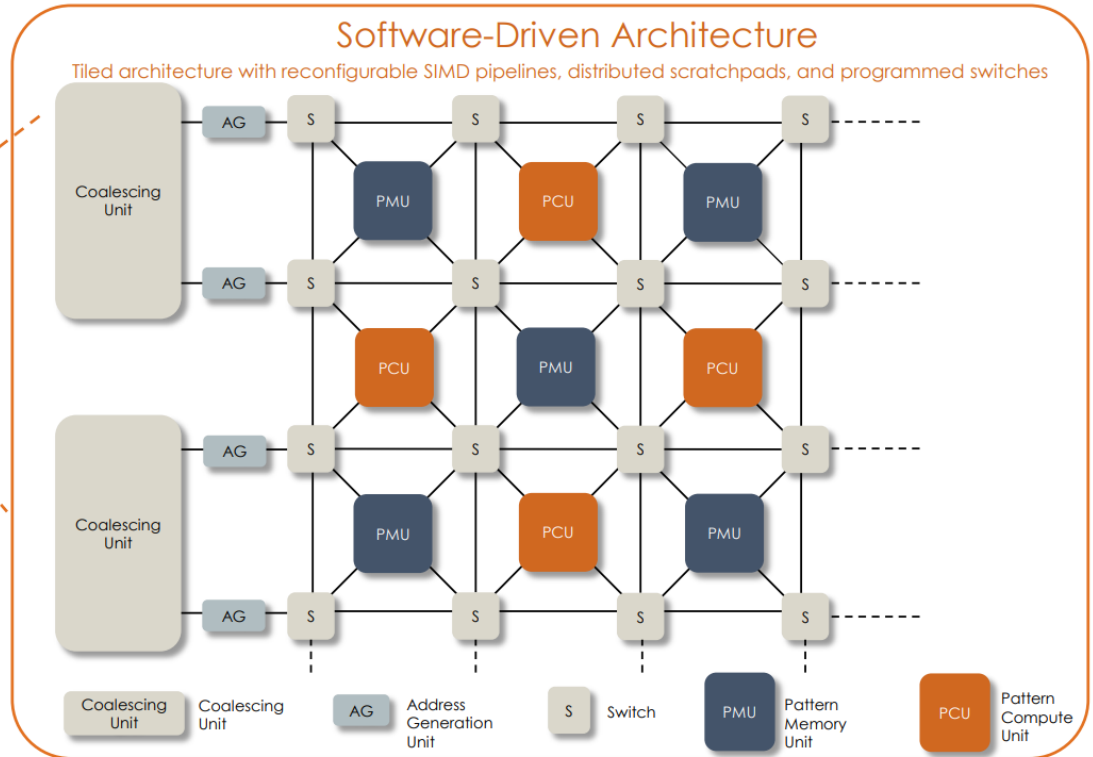 Software-Driven Architecture
Tiled architecture with reconfigurable SIMD pipelines, distributed scratchpads, and programmed switches
Coalescing
Unit
AG
S
S
S
S
PMU
PCU
PMU
AG
S
S
S
S
PCU
PMU
PCU
Coalescing
Unit
AG
S
S
S
S
PMU
PCU
PMU
AG
S
S
S
S
Coalescing
Unit
Coalescing
Unit
AG
Address
Generation
Unit
S
Switch
PMU
Pattern
Memory
Unit
PCU
Pattern
Compute
Unit